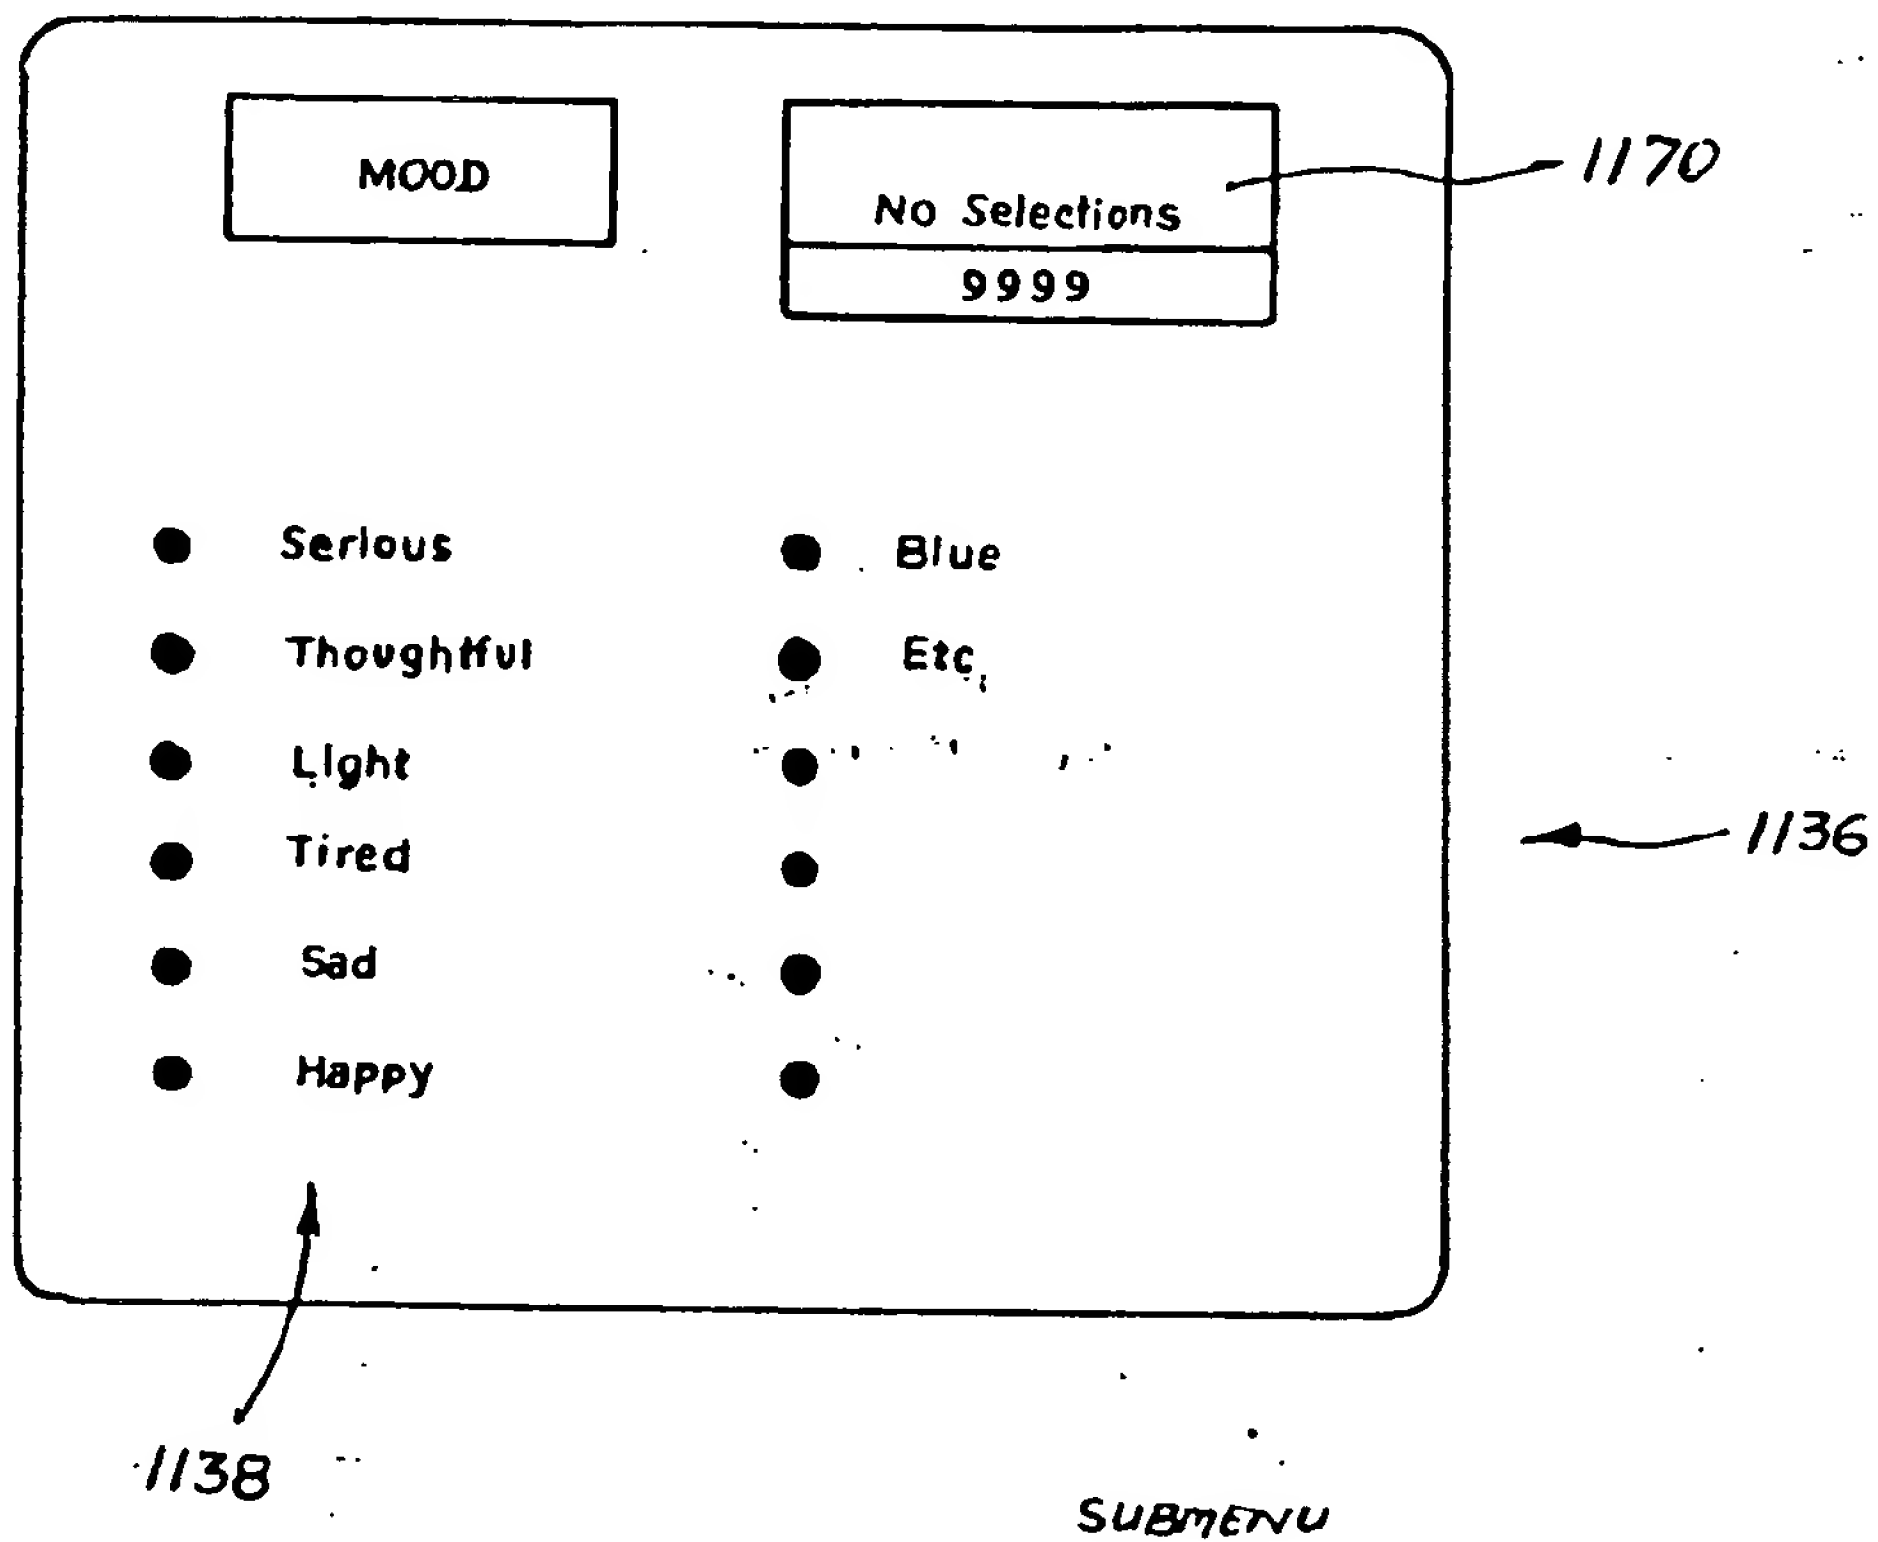 MOOD
No Selections
9999
1170
Serious
Thoughtful
Light
Tired
Sad
Happy
Blue
Etc.
1136
1138
SUBMENU